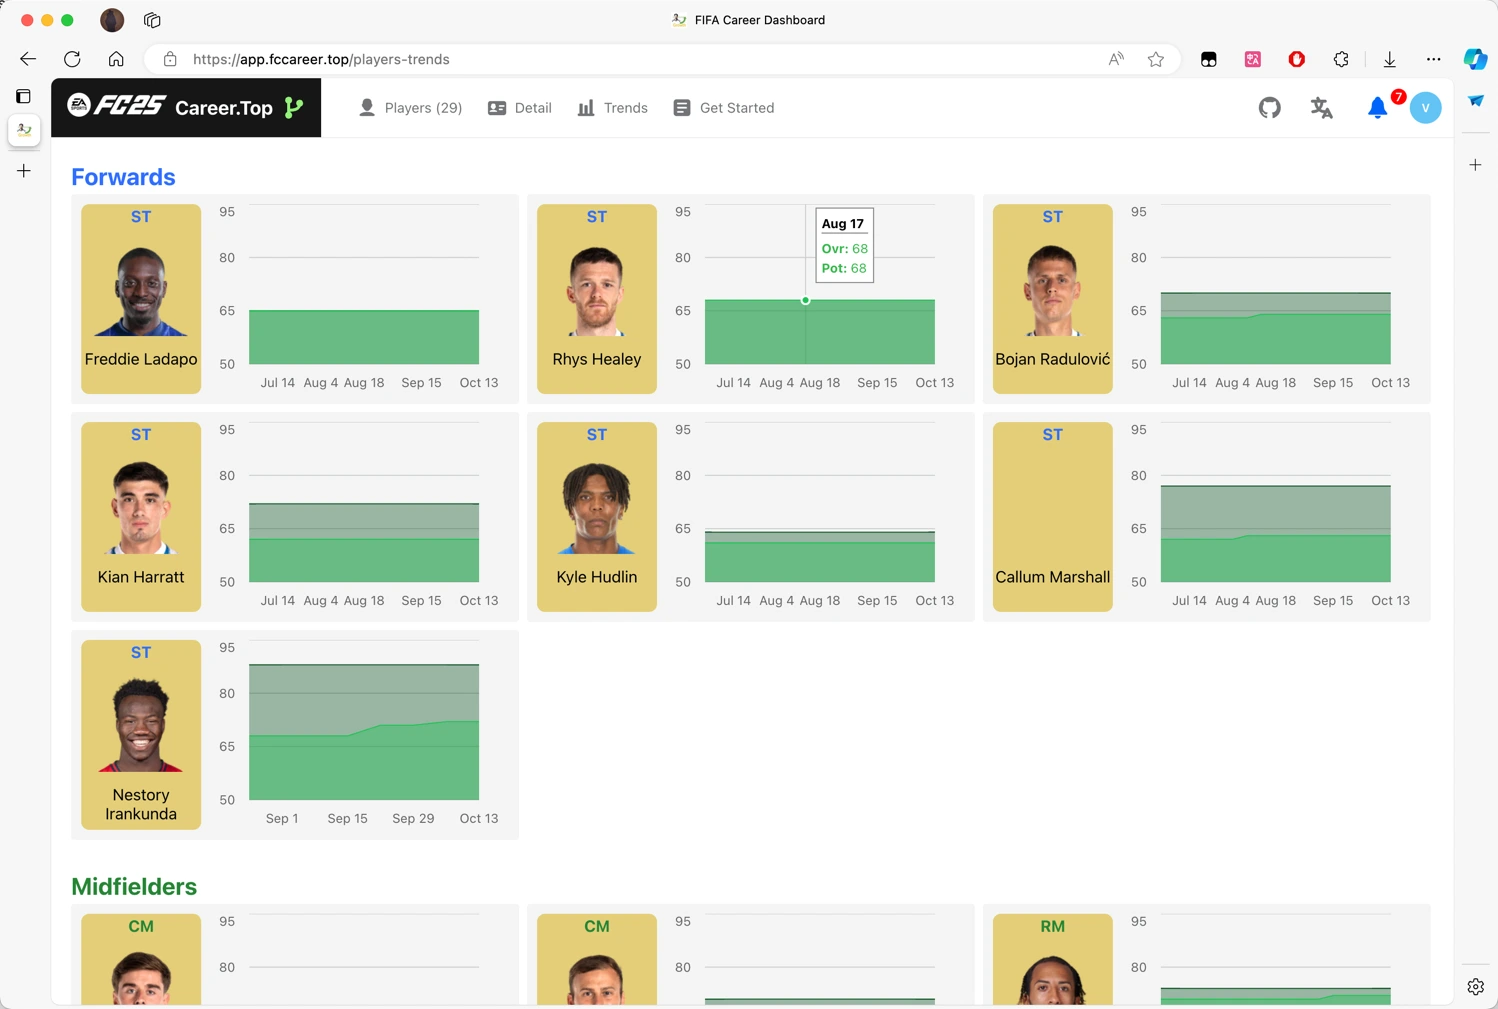 FIFA Career Dashboard
https://app.fccareer.top/players-trends
EA SPORTS FC25 Career.Top
Players (29)
Detail
Trends
Get Started
7
V
Forwards
ST
Freddie Ladapo
95
80
65
50
Jul 14 Aug 4 Aug 18 Sep 15 Oct 13
ST
Rhys Healey
95
80
65
50
Aug 17
Ovr: 68
Pot: 68
Jul 14 Aug 4 Aug 18 Sep 15 Oct 13
ST
Bojan Radulović
95
80
65
50
Jul 14 Aug 4 Aug 18 Sep 15 Oct 13
ST
Kian Harratt
95
80
65
50
Jul 14 Aug 4 Aug 18 Sep 15 Oct 13
ST
Kyle Hudlin
95
80
65
50
Jul 14 Aug 4 Aug 18 Sep 15 Oct 13
ST
Callum Marshall
95
80
65
50
Jul 14 Aug 4 Aug 18 Sep 15 Oct 13
ST
Nestory
Irankunda
95
80
65
50
Sep 1 Sep 15 Sep 29 Oct 13
Midfielders
CM
95
80
CM
95
80
RM
95
80